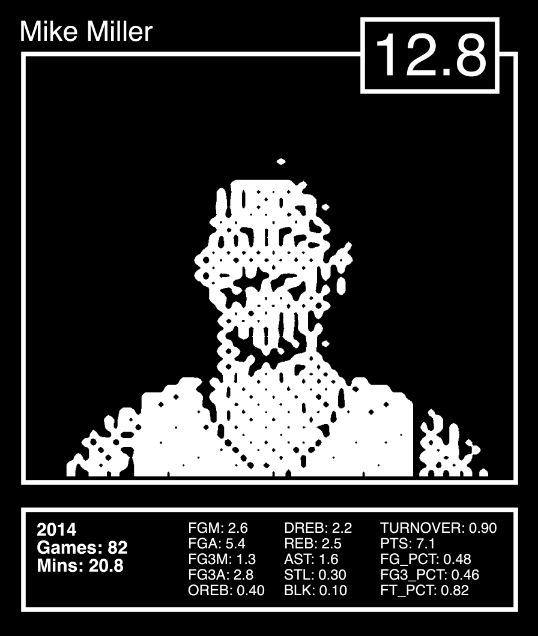 Mike Miller
12.8
2014
Games: 82
Mins: 20.8
FGM: 2.6
FGA: 5.4
FG3M: 1.3
FG3A: 2.8
OREB: 0.40
DREB: 2.2
REB: 2.5
AST: 1.6
STL: 0.30
BLK: 0.10
TURNOVER: 0.90
PTS: 7.1
FG_PCT: 0.48
FG3_PCT: 0.46
FT_PCT: 0.82